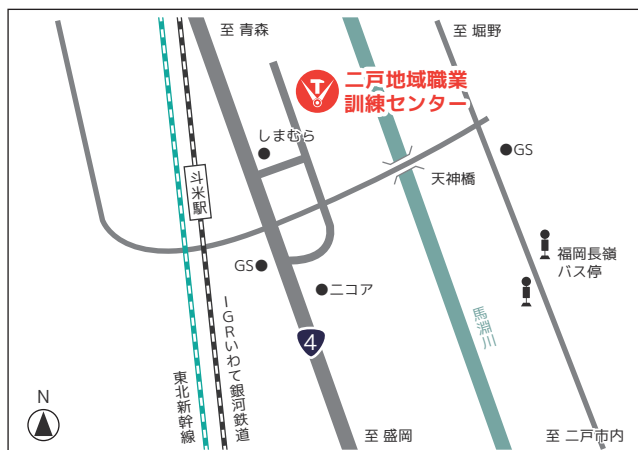 至 青森
至 堀野
二戸地域職業
訓練センター
しまむら
GS
天神橋
斗米駅
福岡長嶺
バス停
GS
ニコア
4
馬淵川
IGRいわて銀河鉄道
東北新幹線
N
至 盛岡
至 二戸市内